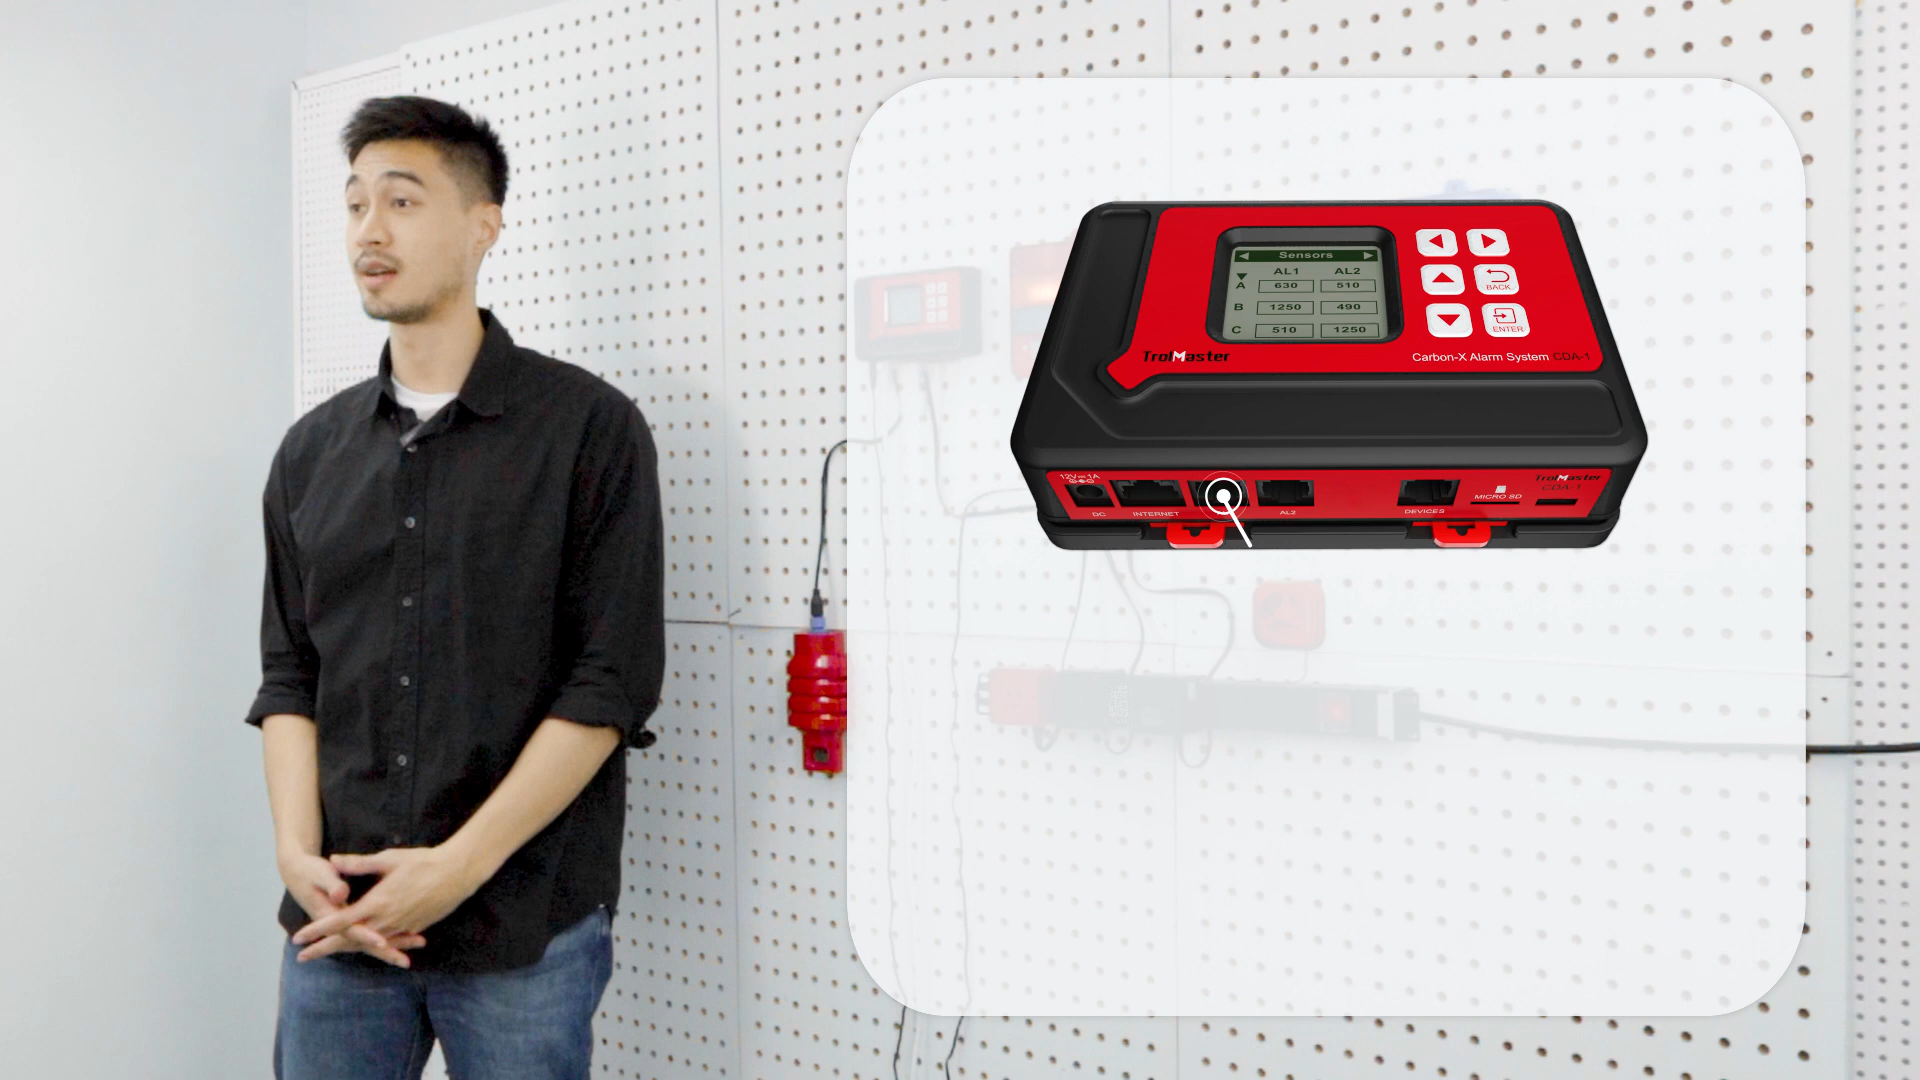 Sensors
AL1 AL2
A 630 510
B 1250 490
C 510 1250
BACK
ENTER
TrolMaster
Carbon-X Alarm System CDA-1
12V 1A
TrolMaster
CDA-1
MICRO SD
DC INTERNET AL2 DEVICES